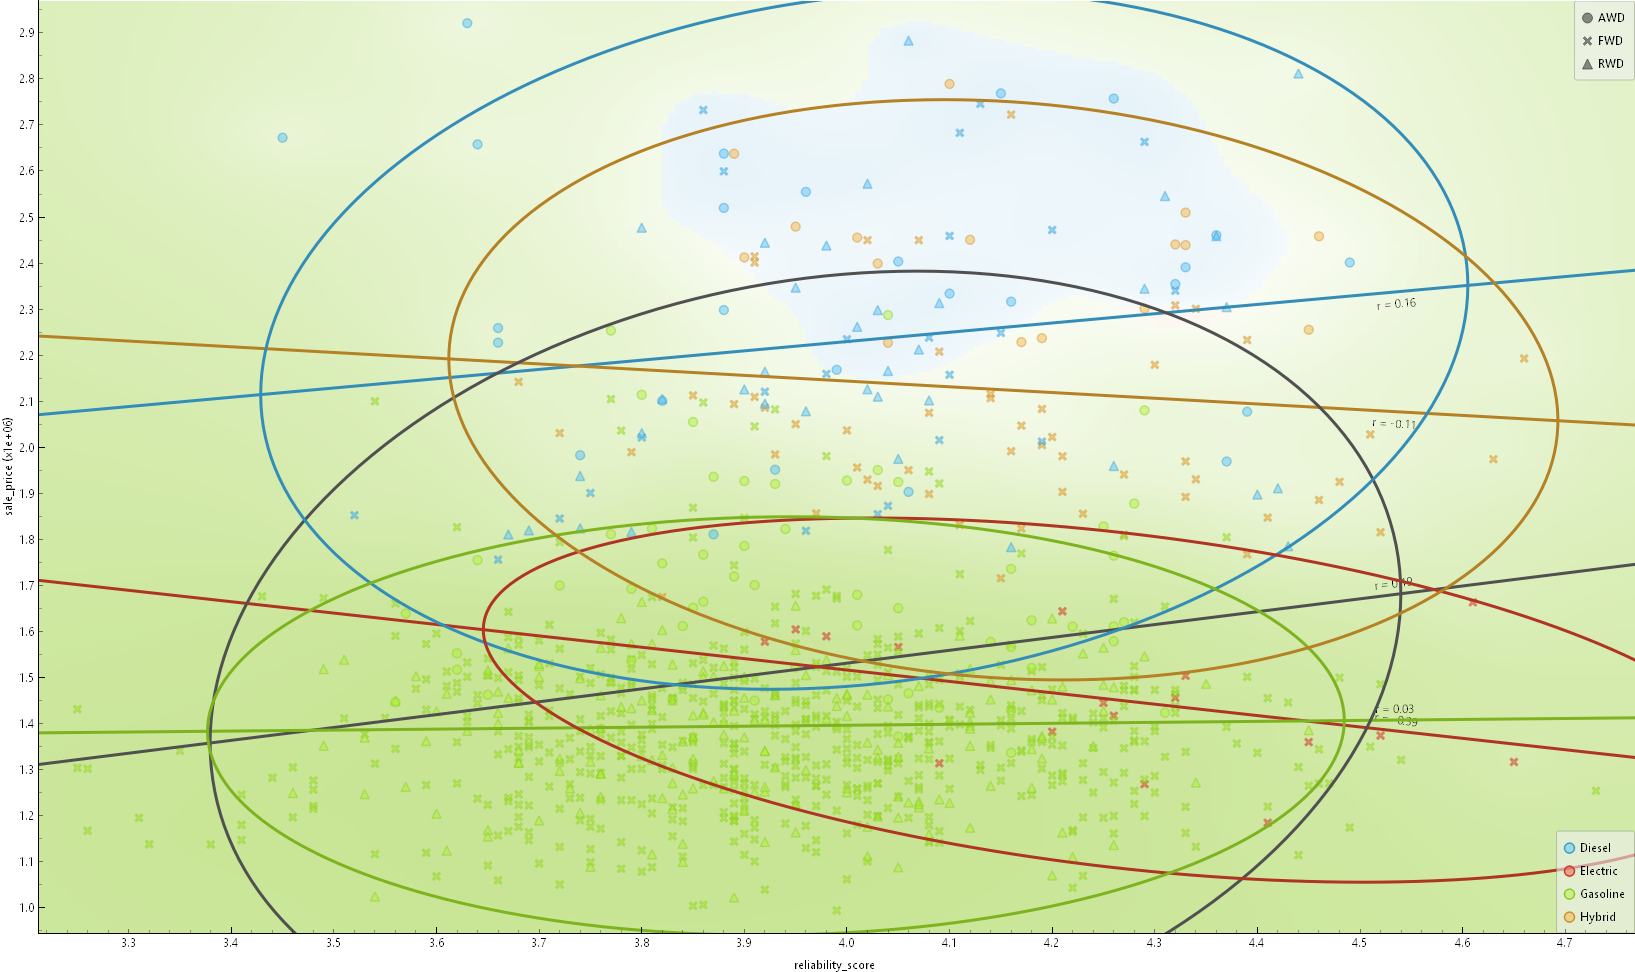 2.9
2.8
2.7
2.6
2.5
2.4
2.3
2.2
2.1
2.0
1.9
1.8
1.7
1.6
1.5
1.4
1.3
1.2
1.1
1.0
sale_price (x1e+06)
AWD
FWD
RWD
r = 0.16
r = -0.11
r = 0.19
r = 0.03
r = -0.39
Diesel
Electric
Gasoline
Hybrid
3.3 3.4 3.5 3.6 3.7 3.8 3.9 4.0 4.1 4.2 4.3 4.4 4.5 4.6 4.7
reliability_score